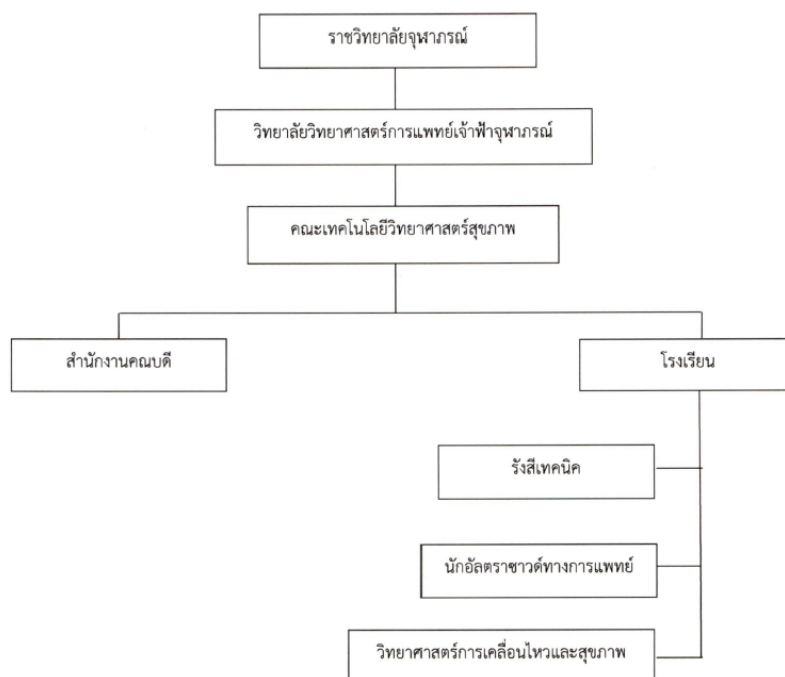 ราชวิทยาลัยจุฬาภรณ์
วิทยาลัยวิทยาศาสตร์การแพทย์เจ้าฟ้าจุฬาภรณ์
คณะเทคโนโลยีวิทยาศาสตร์สุขภาพ
สำนักงานคณบดี
โรงเรียน
รังสีเทคนิค
นักอัลตราซาวด์ทางการแพทย์
วิทยาศาสตร์การเคลื่อนไหวและสุขภาพ